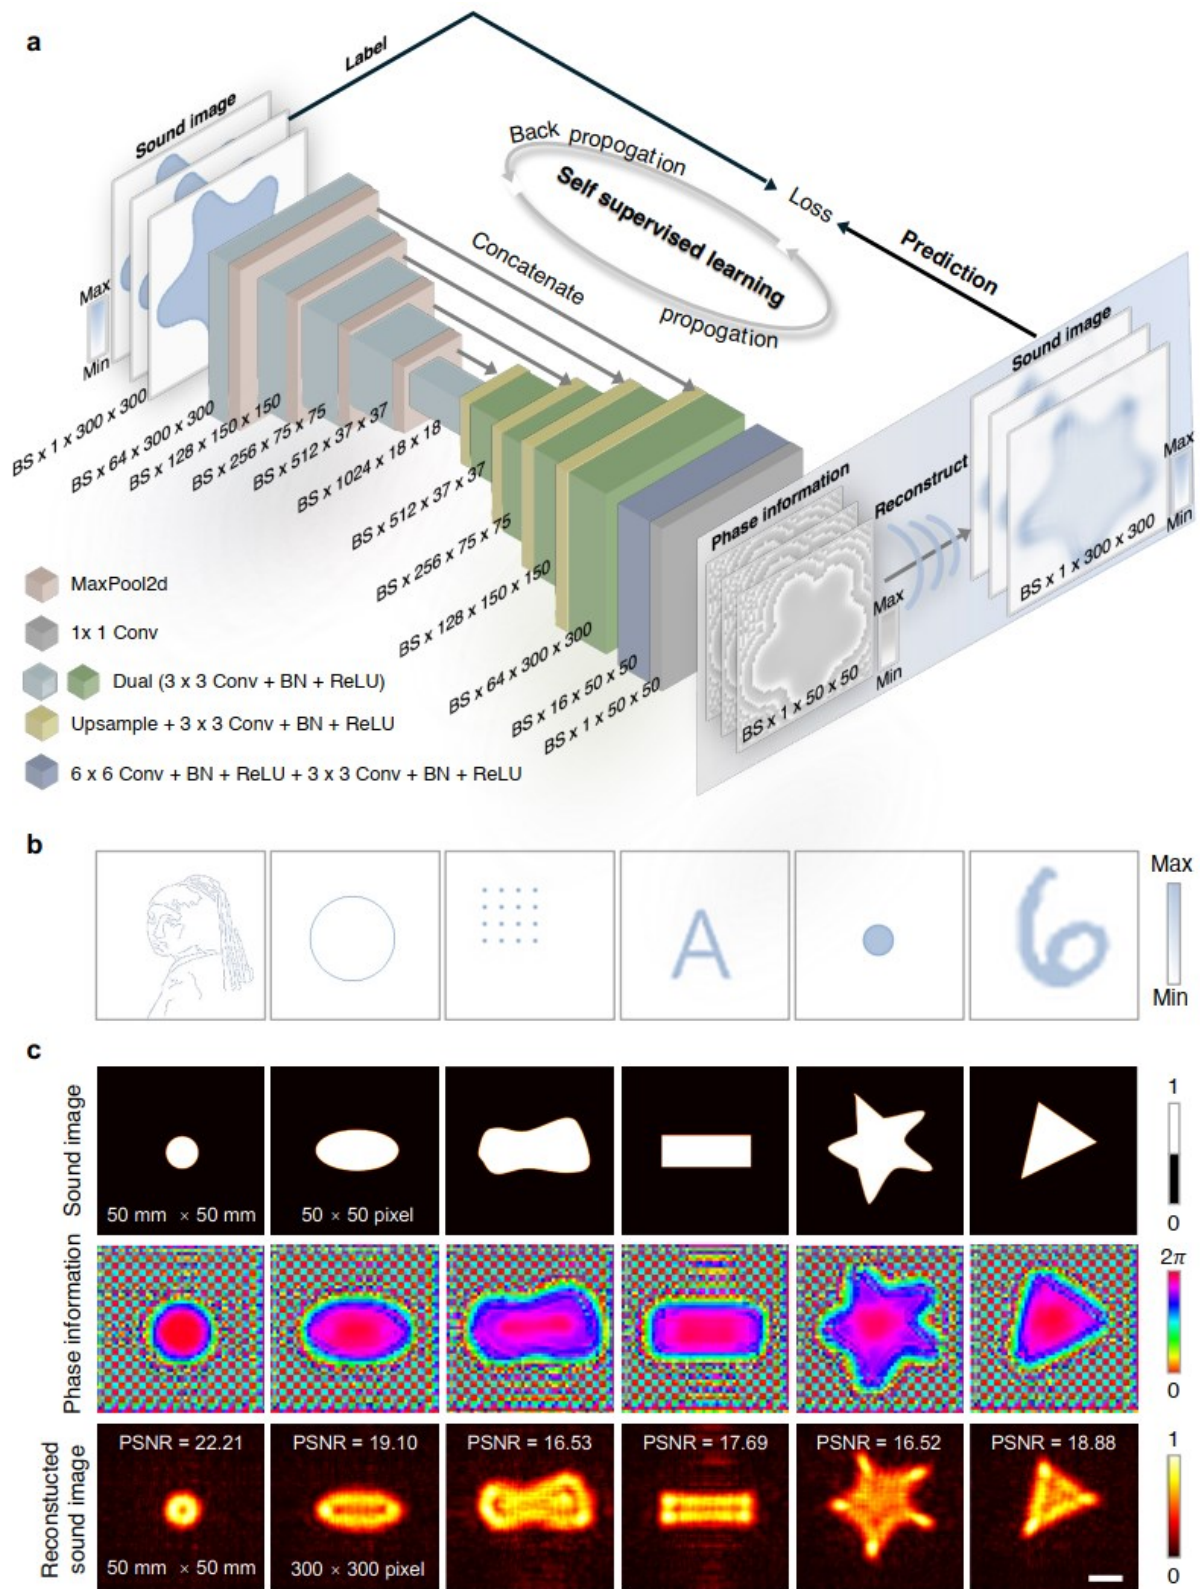 a
Label
Sound image
Back propogation
Self supervised learning
propogation
Loss
Prediction
Concatenate
Max
Min
Sound image
Max
Min
Reconstruct
Phase information
Max
Min
BS x 1 x 300 x 300
BS x 64 x 300 x 300
BS x 128 x 150 x 150
BS x 256 x 75 x 75
BS x 512 x 37 x 37
BS x 1024 x 18 x 18
BS x 512 x 37 x 37
BS x 256 x 75 x 75
BS x 128 x 150 x 150
BS x 64 x 300 x 300
BS x 16 x 50 x 50
BS x 1 x 50 x 50
BS x 1 x 50 x 50
BS x 1 x 300 x 300
MaxPool2d
1x 1 Conv
Dual (3 x 3 Conv + BN + ReLU)
Upsample + 3 x 3 Conv + BN + ReLU
6 x 6 Conv + BN + ReLU + 3 x 3 Conv + BN + ReLU
b
A
6
Max
Min
c
Sound image
50 mm × 50 mm
50 × 50 pixel
1
0
Phase information
2π
0
Reconstucted
sound image
PSNR = 22.21
PSNR = 19.10
PSNR = 16.53
PSNR = 17.69
PSNR = 16.52
PSNR = 18.88
50 mm × 50 mm
300 × 300 pixel
1
0